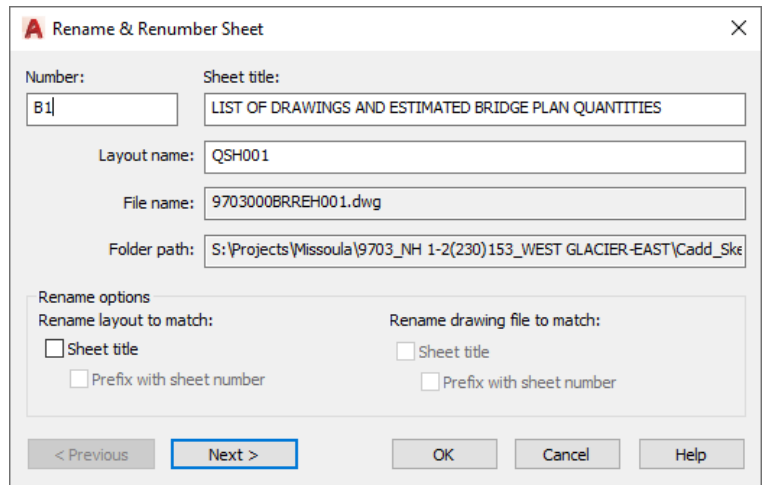 Rename & Renumber Sheet
Number:
Sheet title:
B1
LIST OF DRAWINGS AND ESTIMATED BRIDGE PLAN QUANTITIES
Layout name:
QSH001
File name:
9703000BRREH001.dwg
Folder path:
S:\Projects\Missoula\9703_NH 1-2(230)153_WEST GLACIER-EAST\Cadd_Ske
Rename options
Rename layout to match:
Sheet title
Prefix with sheet number
Rename drawing file to match:
Sheet title
Prefix with sheet number
< Previous
Next >
OK
Cancel
Help